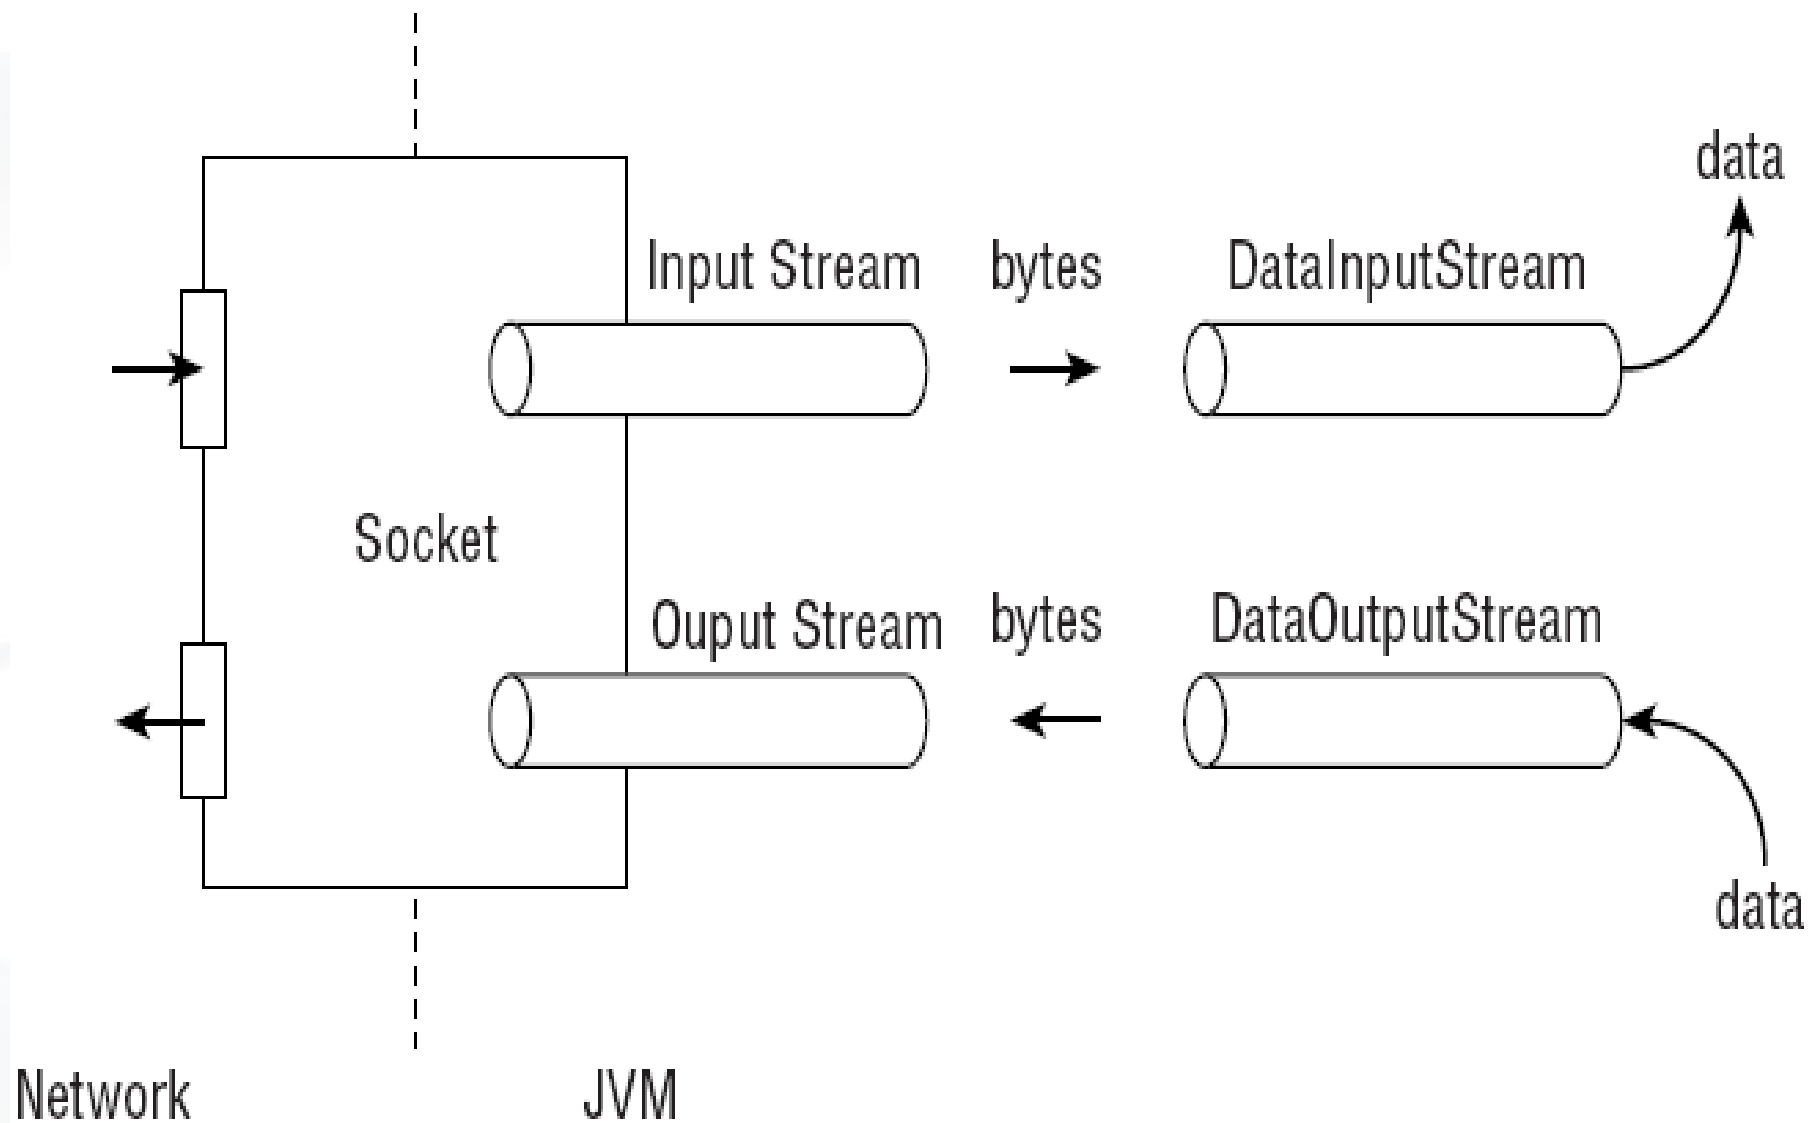 data
Input Stream bytes DataInputStream
Socket
Ouput Stream bytes DataOutputStream
data
Network JVM